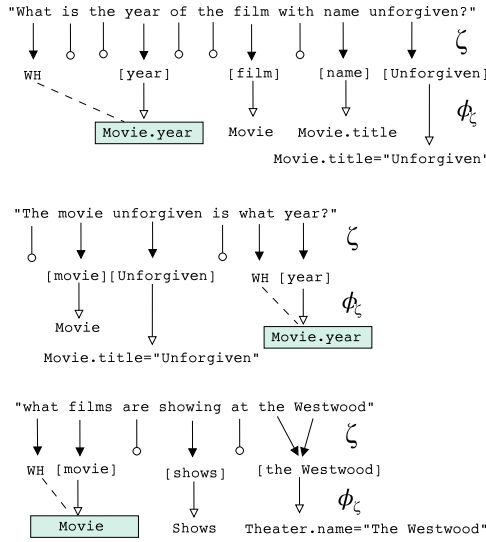 "What is the year of the film with name unforgiven?"
ζ
WH [year] [film] [name] [Unforgiven]
ϕζ
Movie.year Movie Movie.title
Movie.title="Unforgiven"
"The movie unforgiven is what year?"
ζ
[movie][Unforgiven] WH [year]
ϕζ
Movie
Movie.year
Movie.title="Unforgiven"
"what films are showing at the Westwood"
ζ
WH [movie] [shows] [the Westwood]
ϕζ
Movie Shows Theater.name="The Westwood"